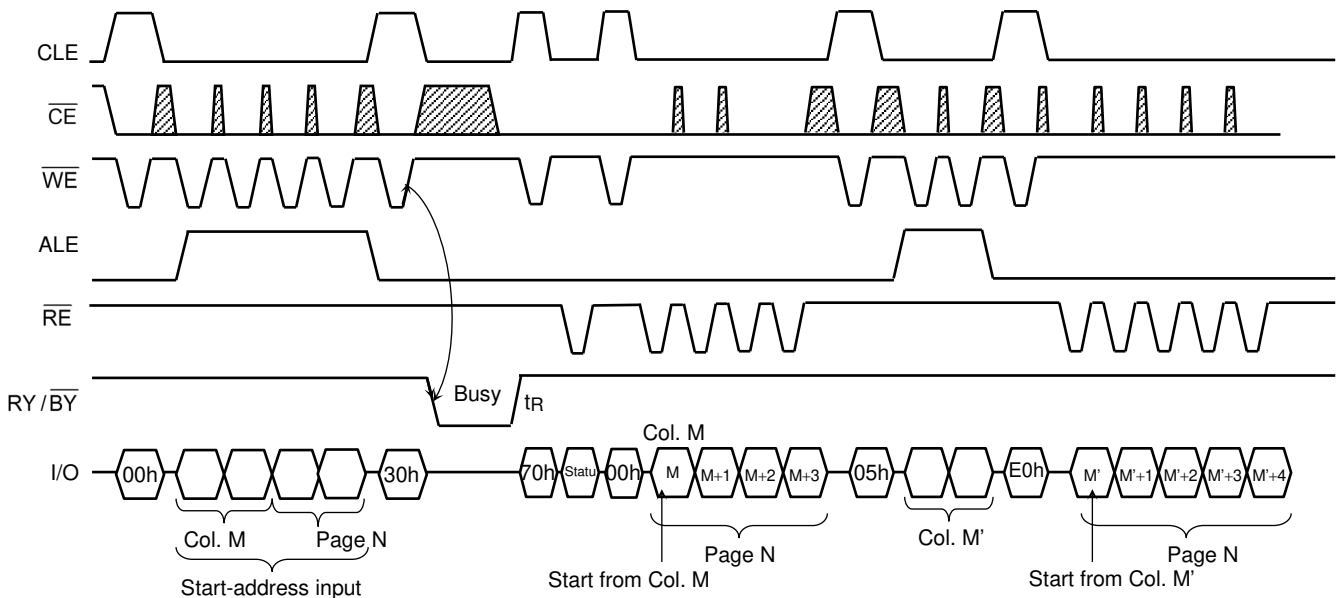 CLE
CE
WE
ALE
RE
RY / BY
Busy
tR
Col. M
I/O
00h
30h
70h
Statu
00h
M
M+1
M+2
M+3
05h
E0h
M'
M'+1
M'+2
M'+3
M'+4
Col. M
Page N
Start-address input
Page N
Start from Col. M
Col. M'
Page N
Start from Col. M'